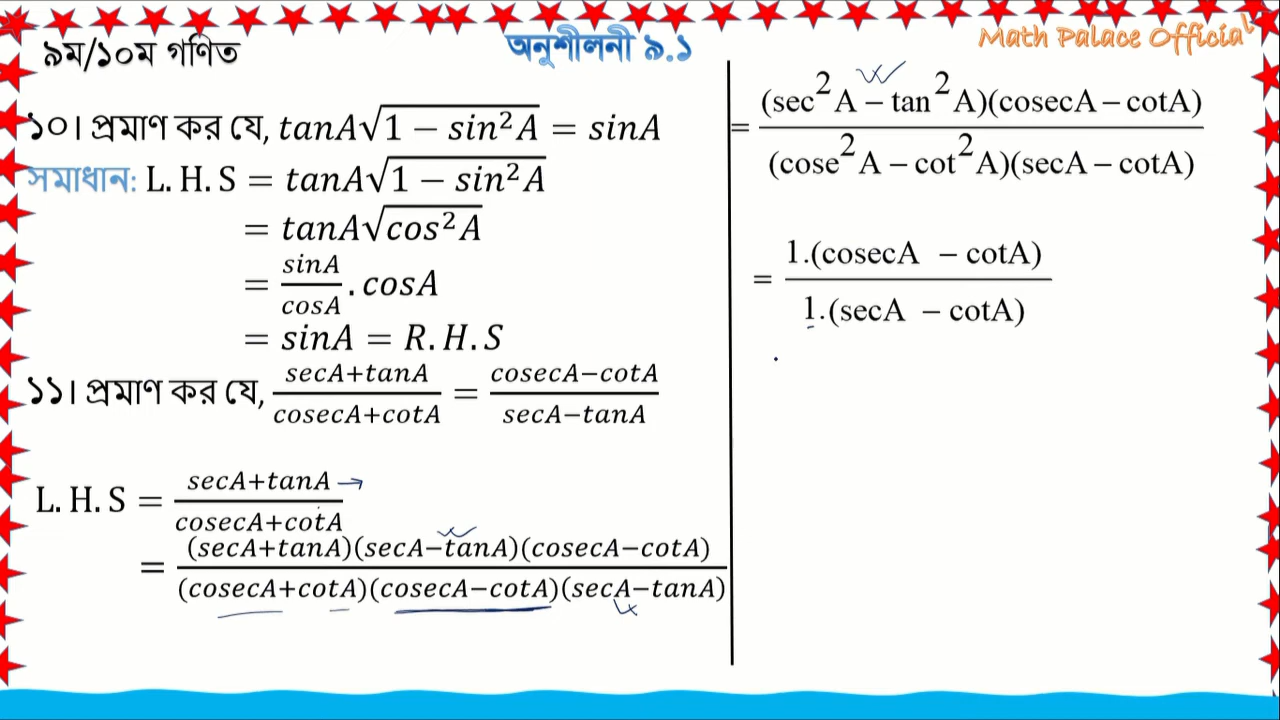 ৯ম/১০ম গণিত
অনুশীলনী ৯.১
Math Palace Official
১০। প্রমাণ কর যে, tanA√(1 − sin²A) = sinA
সমাধান: L.H.S = tanA√(1 − sin²A)
= tanA√(cos²A)
= sinA/cosA . cosA
= sinA = R.H.S
১১। প্রমাণ কর যে, (secA+tanA)/(cosecA+cotA) = (cosecA−cotA)/(secA−tanA)
L.H.S = (secA+tanA)/(cosecA+cotA)
= (secA+tanA)(secA−tanA)(cosecA−cotA)/(cosecA+cotA)(cosecA−cotA)(secA−tanA)
= (sec²A − tan²A)(cosecA − cotA)/(cose²A − cot²A)(secA − cotA)
= 1.(cosecA − cotA)/1.(secA − cotA)